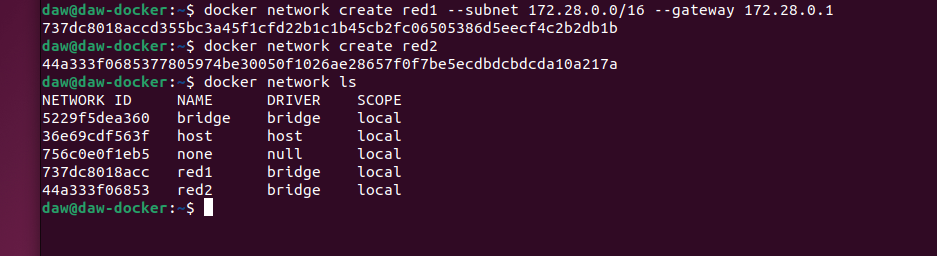 daw@daw-docker:~$ docker network create red1 --subnet 172.28.0.0/16 --gateway 172.28.0.1
737dc8018accd355bc3a45f1cfd22b1c1b45cb2fc06505386d5eecf4c2b2db1b
daw@daw-docker:~$ docker network create red2
44a333f0685377805974be30050f1026ae28657f0f7be5ecdbdcbdcda10a217a
daw@daw-docker:~$ docker network ls
NETWORK ID     NAME      DRIVER    SCOPE
5229f5dea360   bridge    bridge    local
36e69cdf563f   host      host      local
756c0e0f1eb5   none      null      local
737dc8018acc   red1      bridge    local
44a333f06853   red2      bridge    local
daw@daw-docker:~$